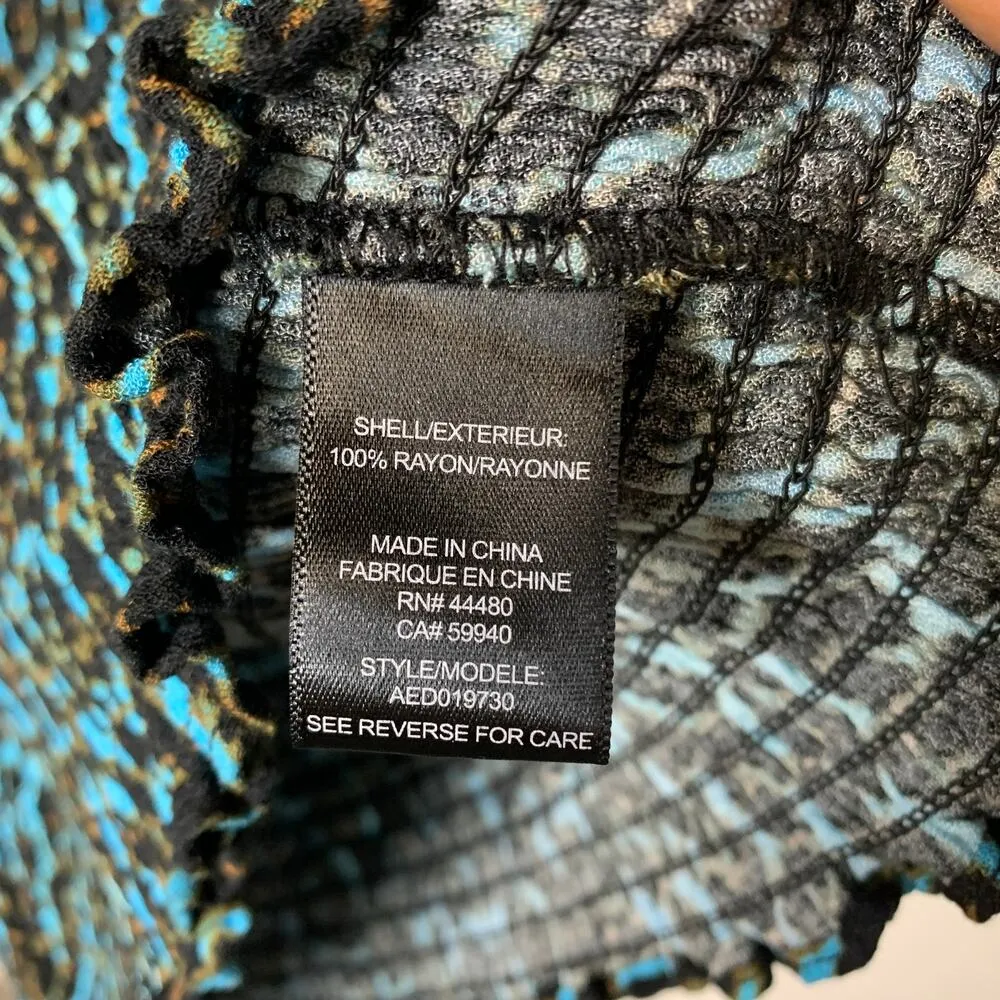 SHELL/EXTERIEUR:
100% RAYON/RAYONNE
MADE IN CHINA
FABRIQUE EN CHINE
RN# 44480
CA# 59940
STYLE/MODELE:
AED019730
SEE REVERSE FOR CARE